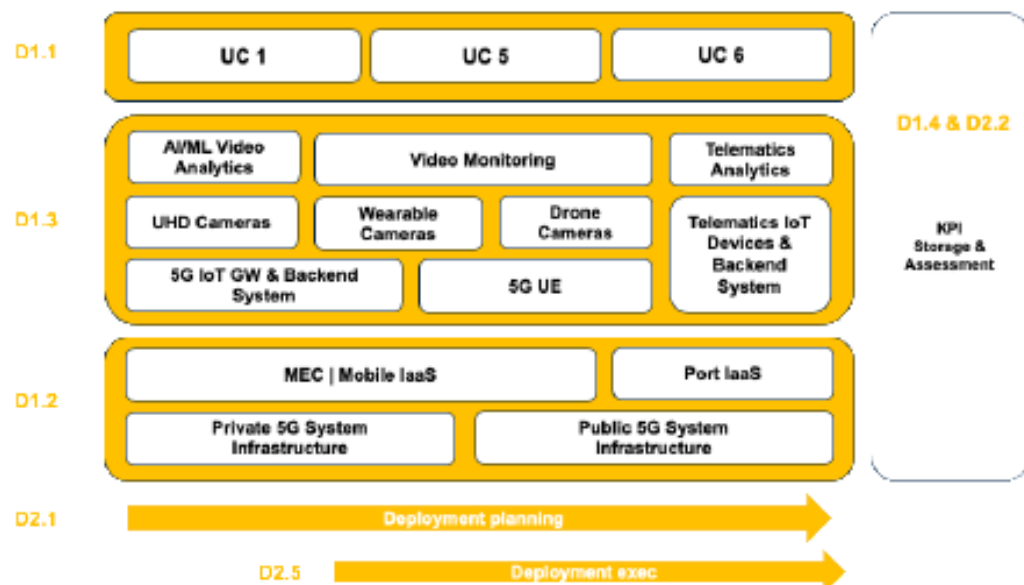 D1.1
UC 1
UC 5
UC 6
D1.4 & D2.2
AI/ML Video
Analytics
Video Monitoring
Telematics
Analytics
D1.3
UHD Cameras
Wearable
Cameras
Drone
Cameras
Telematics IoT
Devices &
Backend
System
KPI
Storage &
Assessment
5G IoT GW & Backend
System
5G UE
D1.2
MEC | Mobile IaaS
Port IaaS
Private 5G System
Infrastructure
Public 5G System
Infrastructure
D2.1
Deployment planning
D2.5
Deployment exec